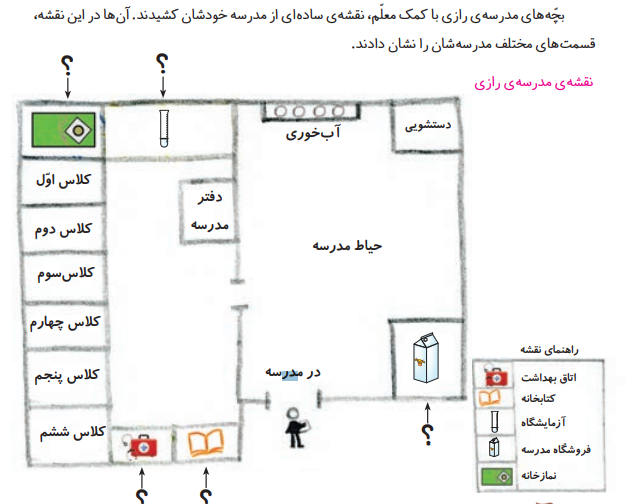 بچّه‌های مدرسه‌ی رازی با کمک معلّم، نقشه‌ی ساده‌ای از مدرسه خودشان کشیدند. آن‌ها در این نقشه،
قسمت‌های مختلف مدرسه‌شان را نشان دادند.
نقشه‌ی مدرسه‌ی رازی
؟
؟
آب‌خوری
دستشویی
کلاس اوّل
دفتر
مدرسه
کلاس دوم
حیاط مدرسه
کلاس‌سوم
کلاس چهارم
کلاس پنجم
در مدرسه
کلاس ششم
؟
؟
؟
راهنمای نقشه
اتاق بهداشت
کتابخانه
آزمایشگاه
فروشگاه مدرسه
نمازخانه